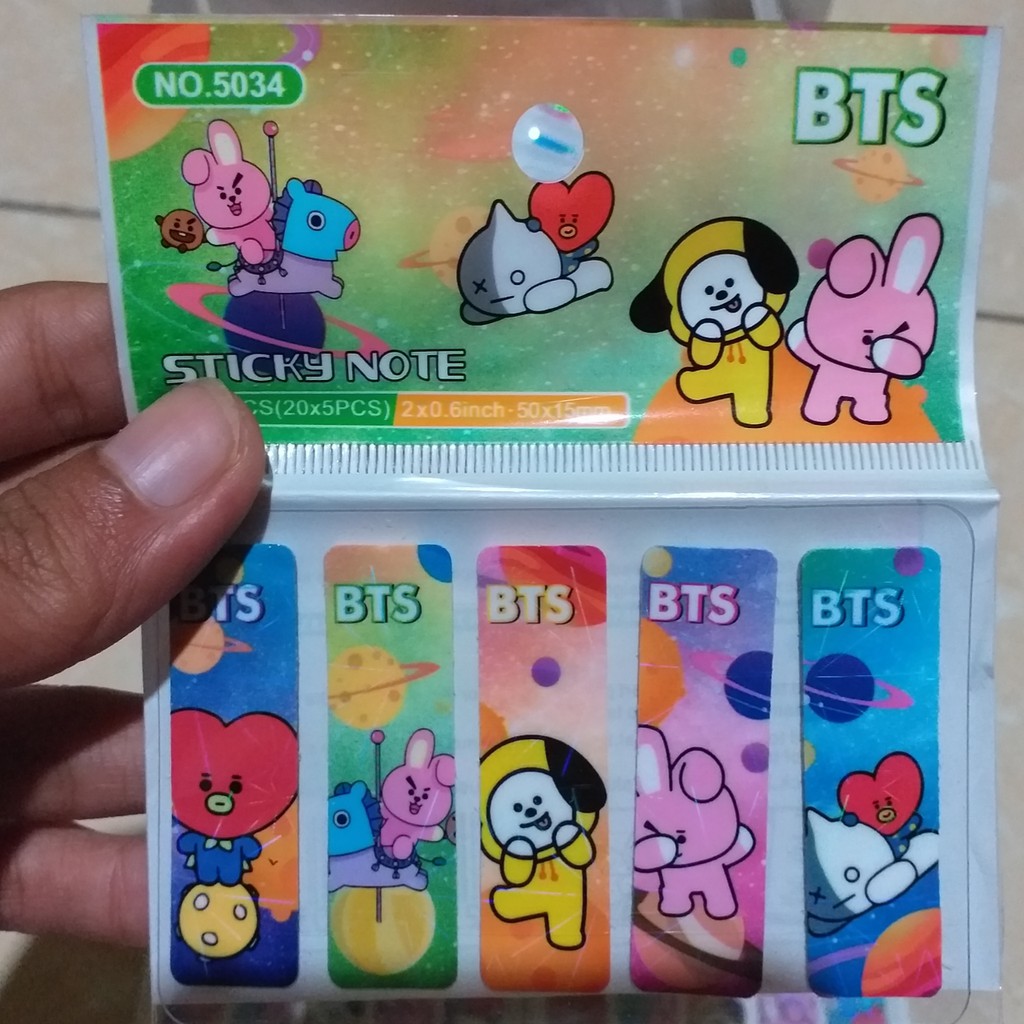 NO.5034
BTS
STICKY NOTE
CS(20x5PCS) 2x0.6inch-50x15mm
BTS
BTS
BTS
BTS
BTS